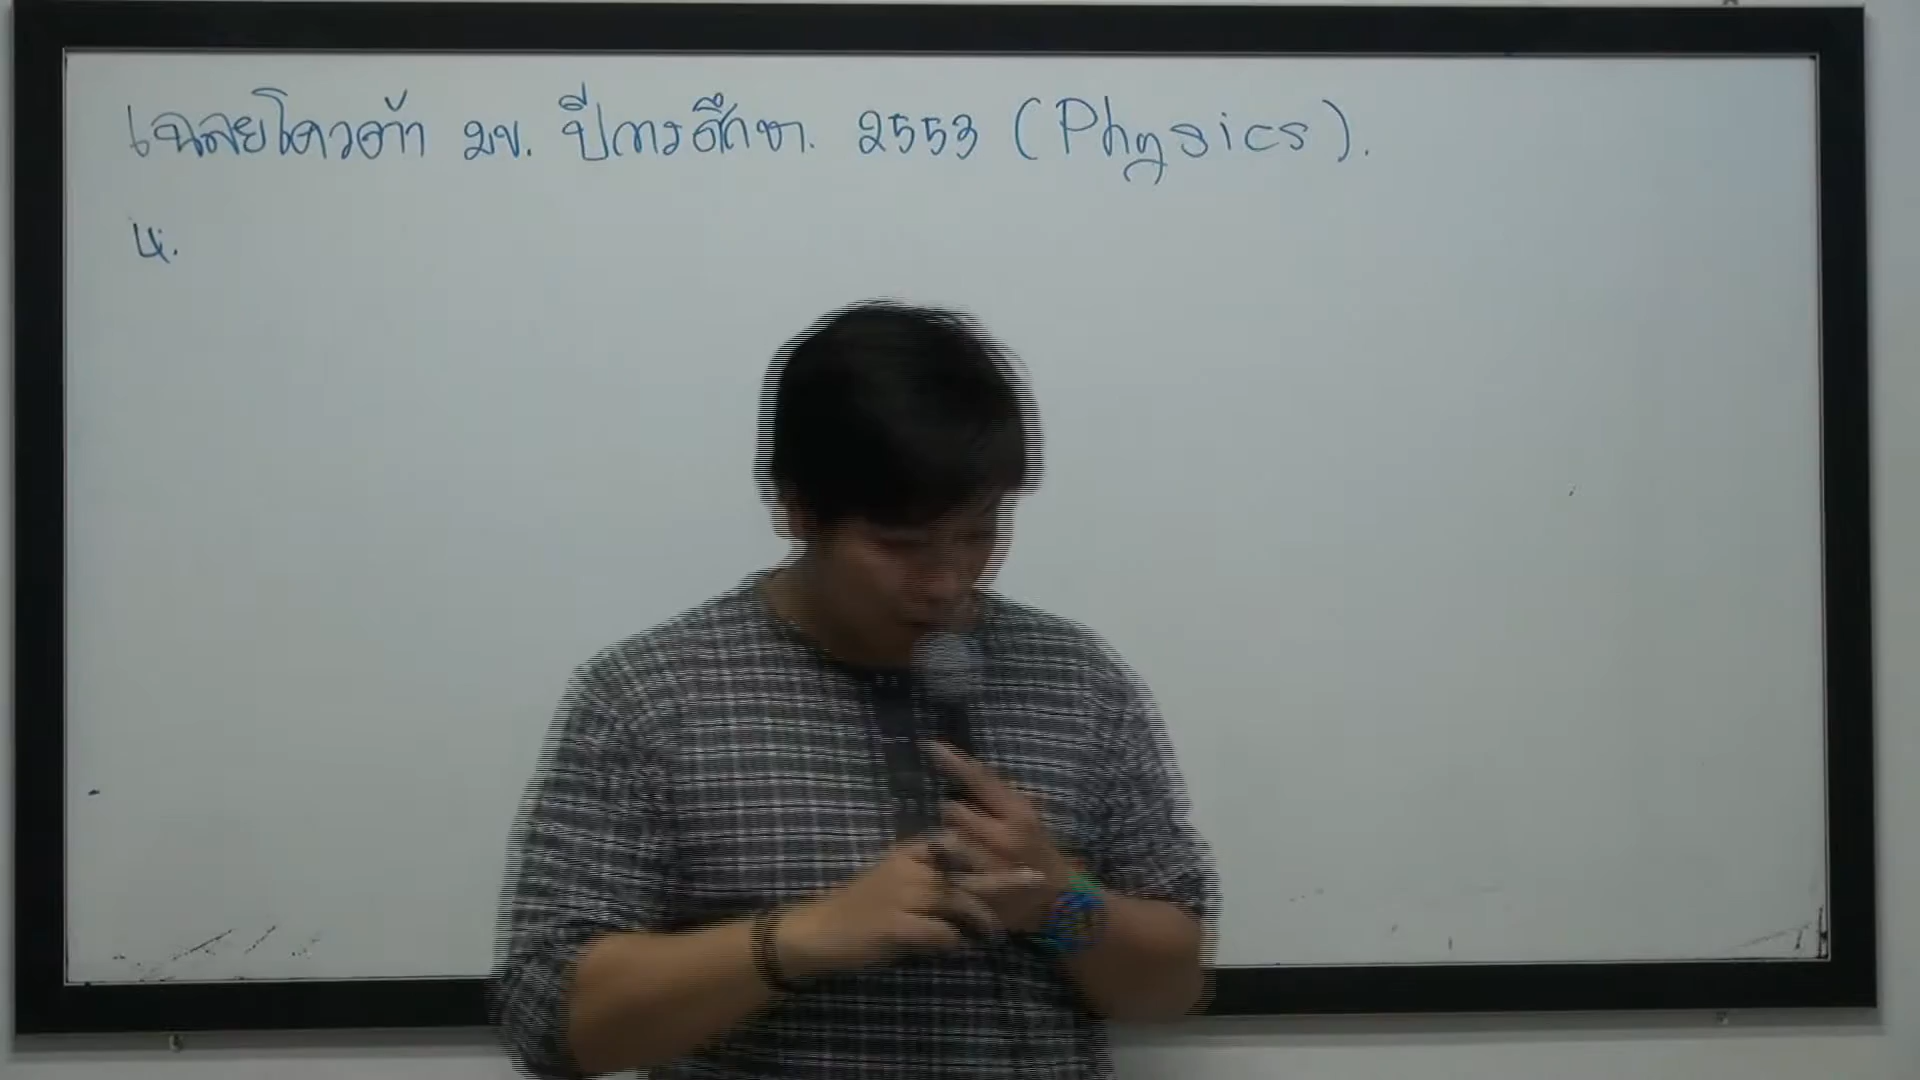 เฉลยโควต้า มข. ปีการศึกษา. 2553 (Physics).
4.